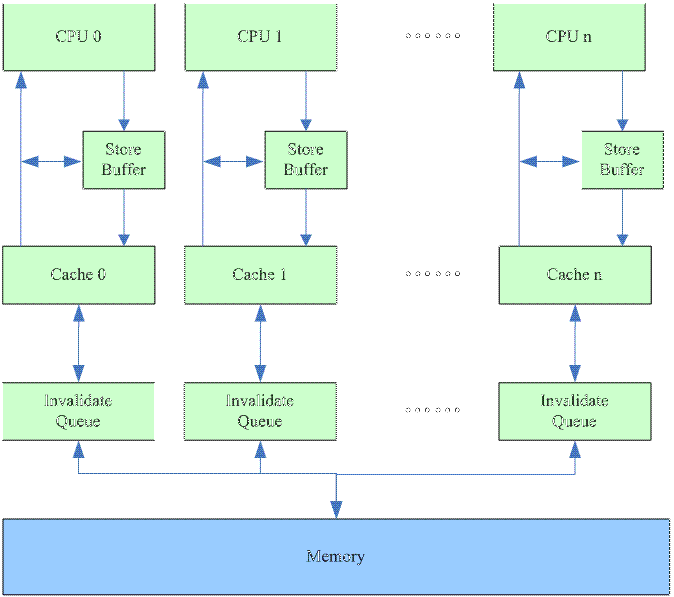 CPU 0
CPU 1
。。。。。。
CPU n
Store
Buffer
Store
Buffer
Store
Buffer
Cache 0
Cache 1
。。。。。。
Cache n
Invalidate
Queue
Invalidate
Queue
。。。。。。
Invalidate
Queue
Memory